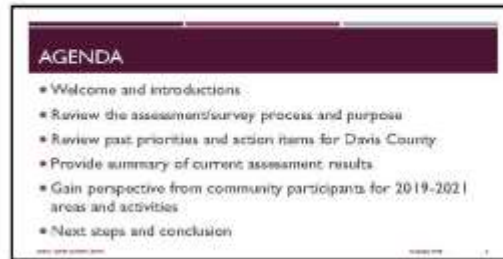 AGENDA
• Welcome and introductions
• Review the assessment/survey process and purpose
• Review past priorities and action items for Davis County
• Provide summary of current assessment results
• Gain perspective from community participants for 2019-2021
areas and activities
• Next steps and conclusion